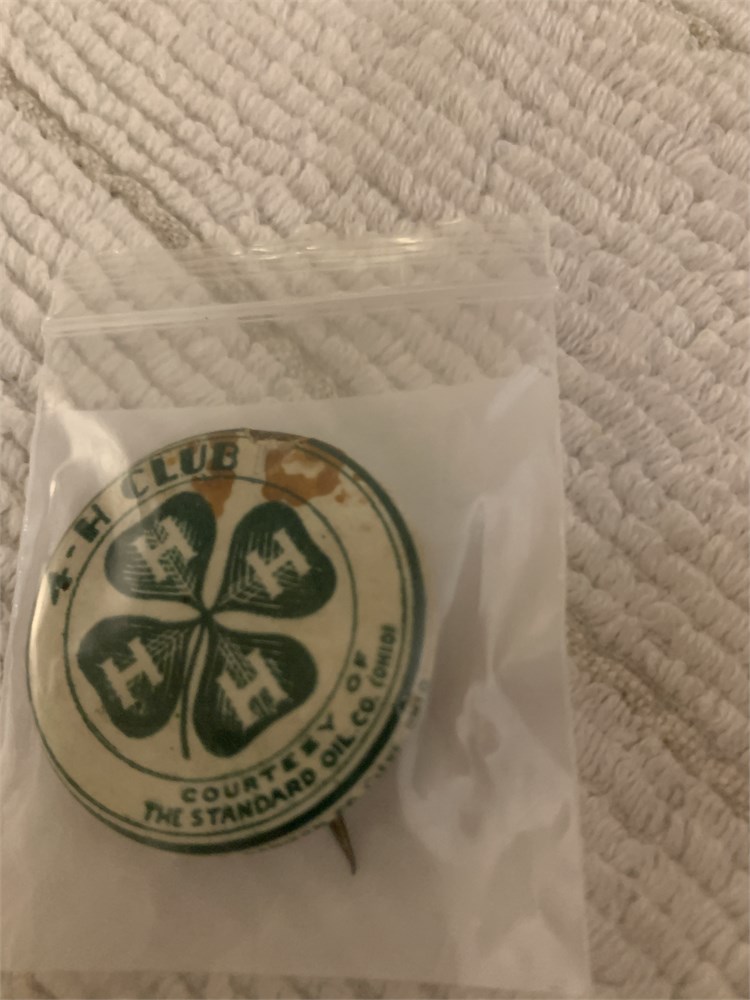 4-H CLUB
H H
H H
COURTESY OF
THE STANDARD OIL CO. (OHIO)